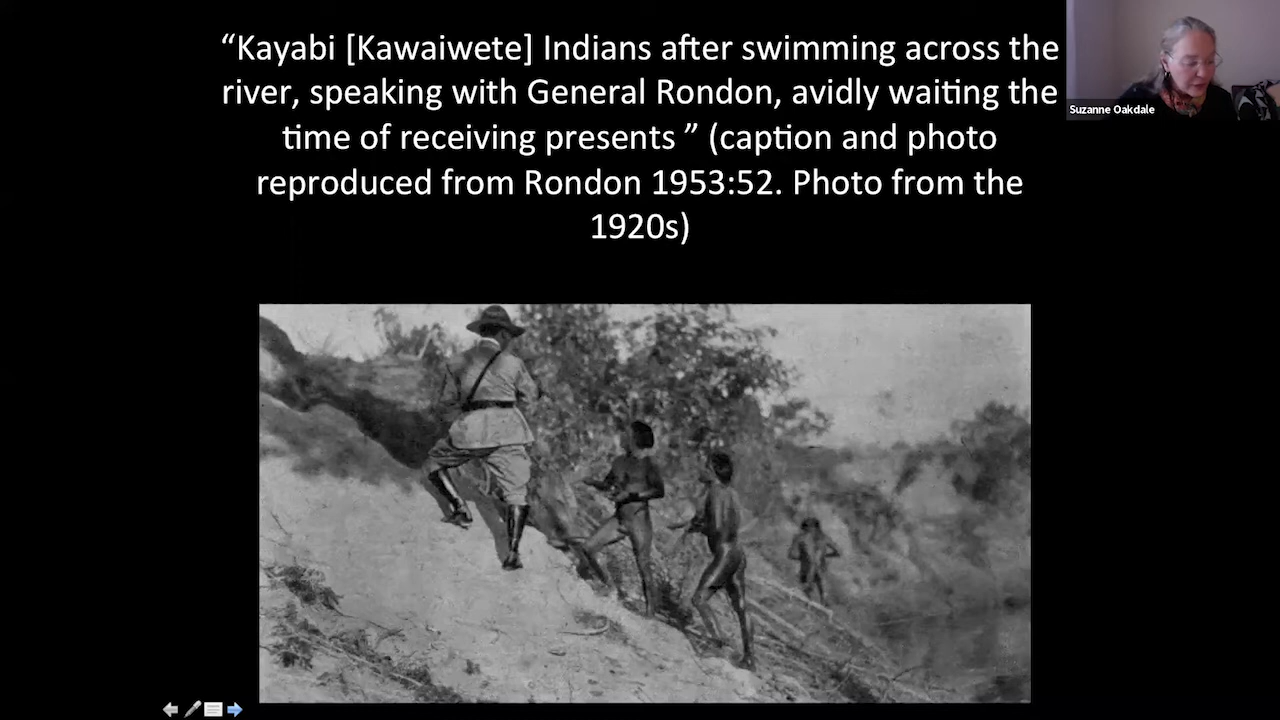 “Kayabi [Kawaiwete] Indians after swimming across the
river, speaking with General Rondon, avidly waiting the
time of receiving presents ” (caption and photo
reproduced from Rondon 1953:52. Photo from the
1920s)
Suzanne Oakdale